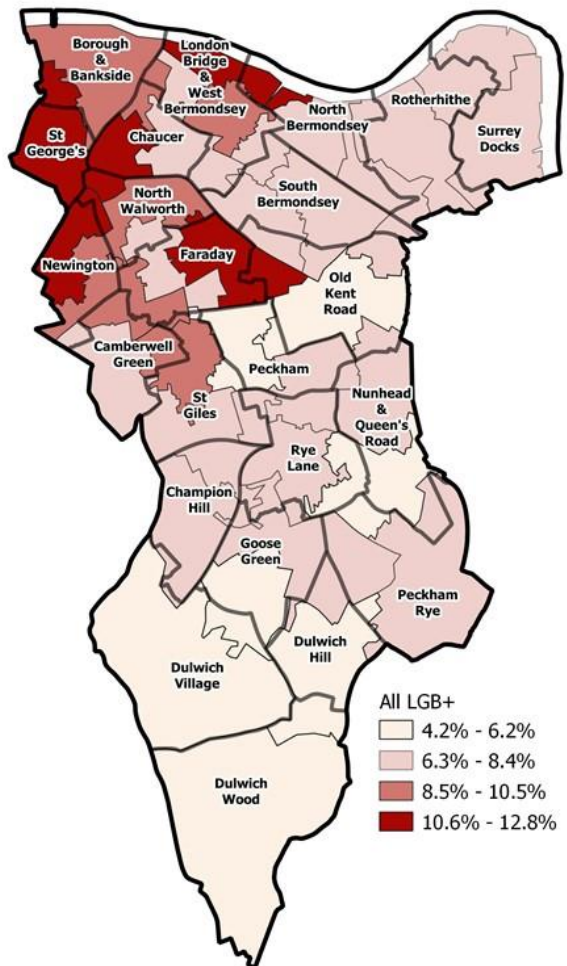 Borough
&
Bankside
London
Bridge
&
West
Bermondsey
North
Bermondsey
Rotherhithe
Surrey
Docks
St
George's
Chaucer
North
Walworth
South
Bermondsey
Newington
Faraday
Old
Kent
Road
Camberwell
Green
Peckham
St
Giles
Nunhead
&
Queen's
Road
Rye
Lane
Champion
Hill
Goose
Green
Peckham
Rye
Dulwich
Village
Dulwich
Hill
Dulwich
Wood
All LGB+
4.2% - 6.2%
6.3% - 8.4%
8.5% - 10.5%
10.6% - 12.8%